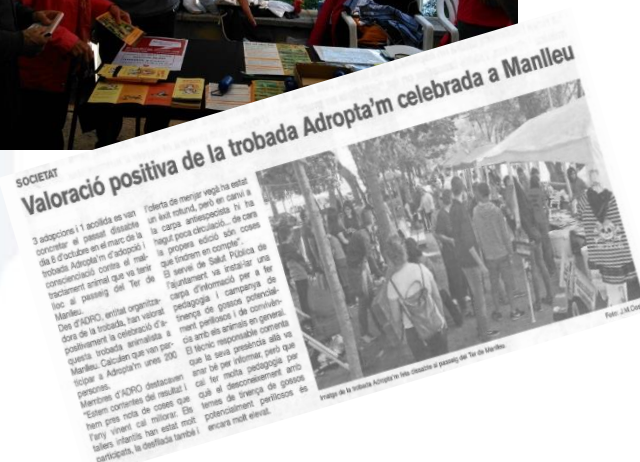 SOCIETAT
Valoració positiva de la trobada Adropta'm celebrada a Manlleu
3 adopcions i 1 acollida es van
concretar el passat dissabte
dia 8 d'octubre en el marc de la
trobada Adropta'm d'adopció i
conscienciació contra el mal-
tractament animal que va tenir
lloc al passeig del Ter de
Manlleu.
Des d'ADRO, entitat organitza-
dora de la trobada, han valorat
positivament la celebració d'a-
questa trobada animalista a
Manlleu. Calculen que van par-
ticipar a Adropta'm unes 200
persones.
Membres d'ADRO destacaven
"Estem contentes del resultat i
hem pres nota de coses que
l'any vinent cal millorar. Els
tallers infantils han estat molt
participats, la desfilada també i
l'oferta de menjar vegà ha estat
un èxit rotund, però en canvi a
la carpa antiespecista hi ha
hagut poca circulació... de cara
la propera edició són coses
que tindrem en compte".
El servei de Salut Pública de
l'ajuntament va instal·lar una
carpa d'informació per a fer
pedagogia i campanya de
tinença de gossos potencial-
ment perillosos i de convivèn-
cia amb els animals en general.
El tècnic responsable comenta
que la seva presència allà va
anar bé per informar, però que
cal fer molta pedagogia per
què el desconeixement amb
temes de tinença de gossos
potencialment perillosos és
encara molt elevat.
Imatge de la trobada Adropta'm feta dissabte al passeig del Ter de Manlleu.
Foto: J.M.